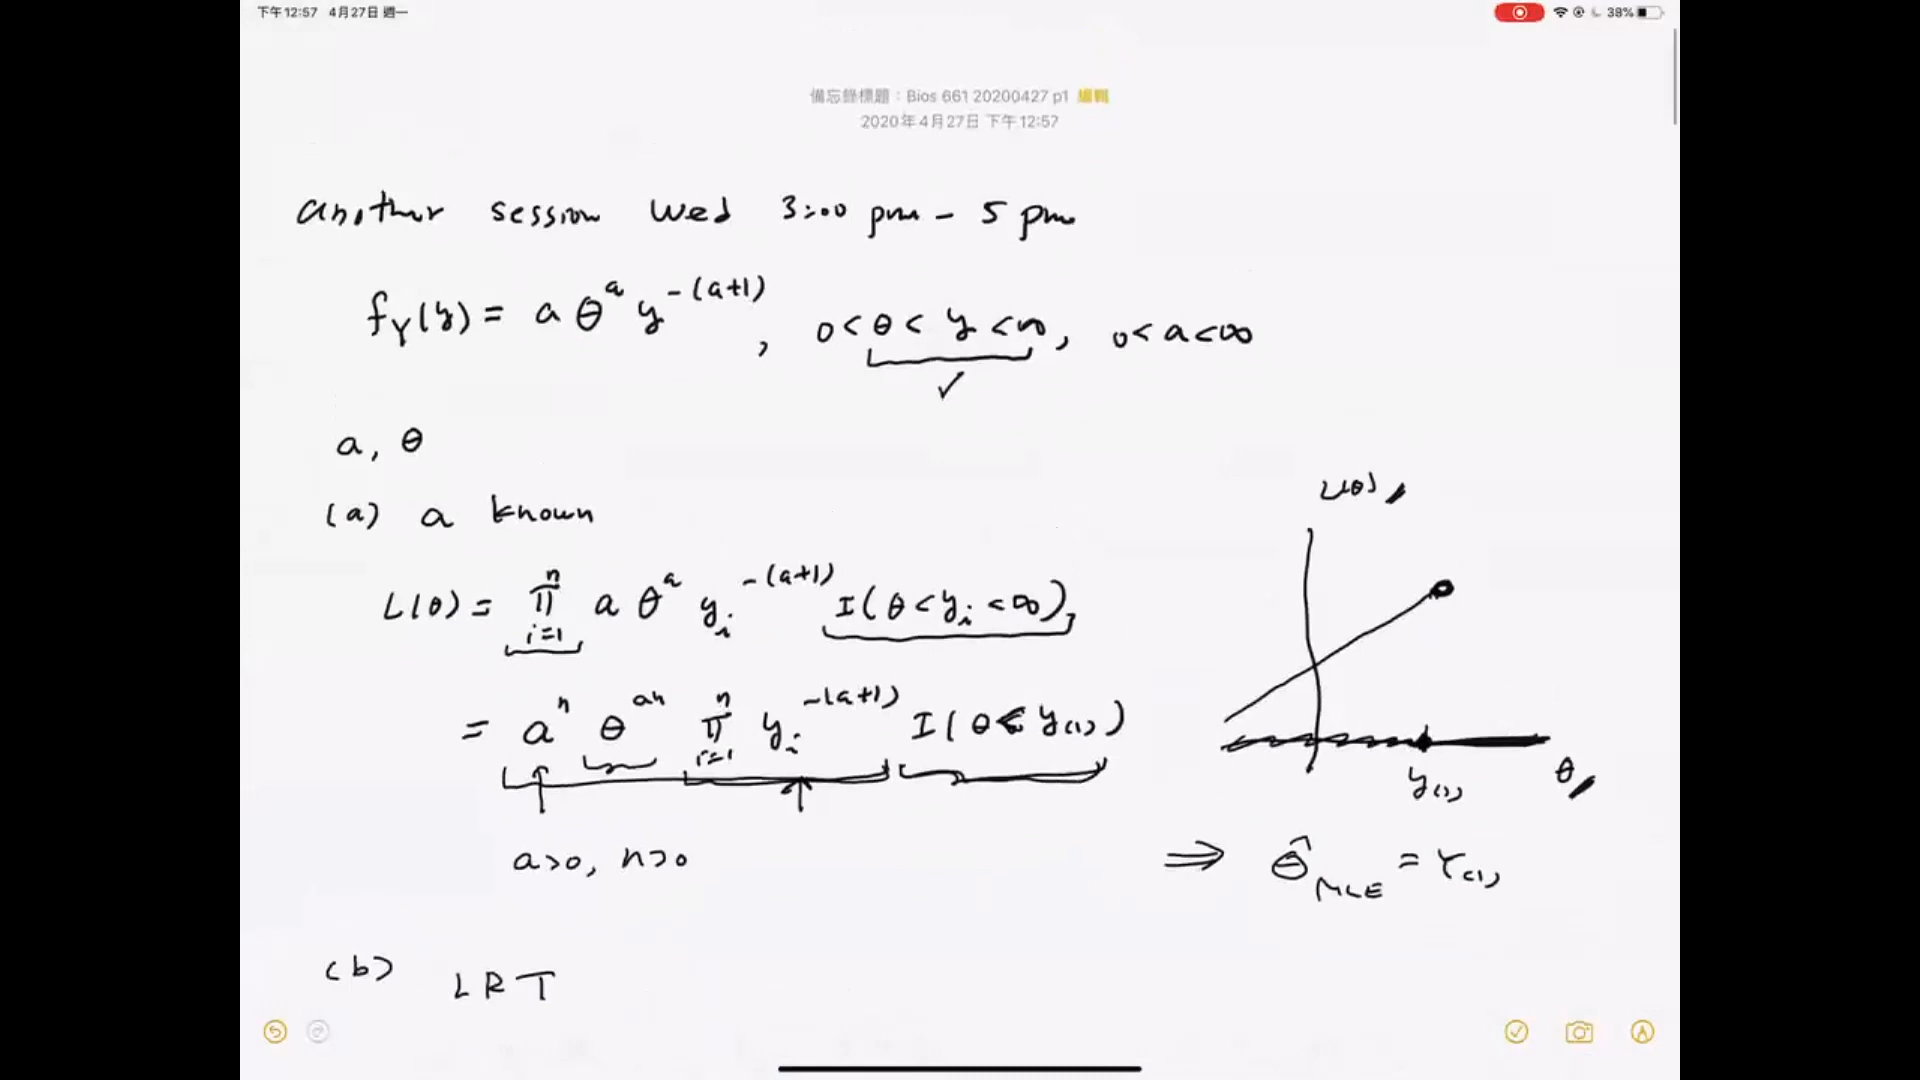 下午12:57 4月27日 週一
38%
備忘錄標題：Bios 661 20200427 p1 編輯
2020年4月27日 下午12:57
another session Wed 3:00 pm - 5 pm
f_Y(y) = a θ^a y^{-(a+1)}, 0 < θ < y < ∞, 0 < a < ∞
✓
a, θ
(a) a known
L(θ) = ∏_{i=1}^n a θ^a y_i^{-(a+1)} I(θ < y_i < ∞)
= a^n θ^{an} ∏_{i=1}^n y_i^{-(a+1)} I(θ ≤ y_{(1)})
a>0, n>0
L(θ)
θ
y_{(1)}
⇒ θ̂_{MLE} = Y_{(1)}
(b) LRT